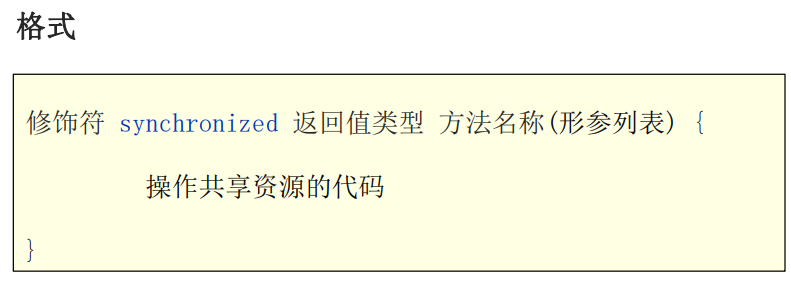 格式
修饰符 synchronized 返回值类型 方法名称(形参列表) {
操作共享资源的代码
}